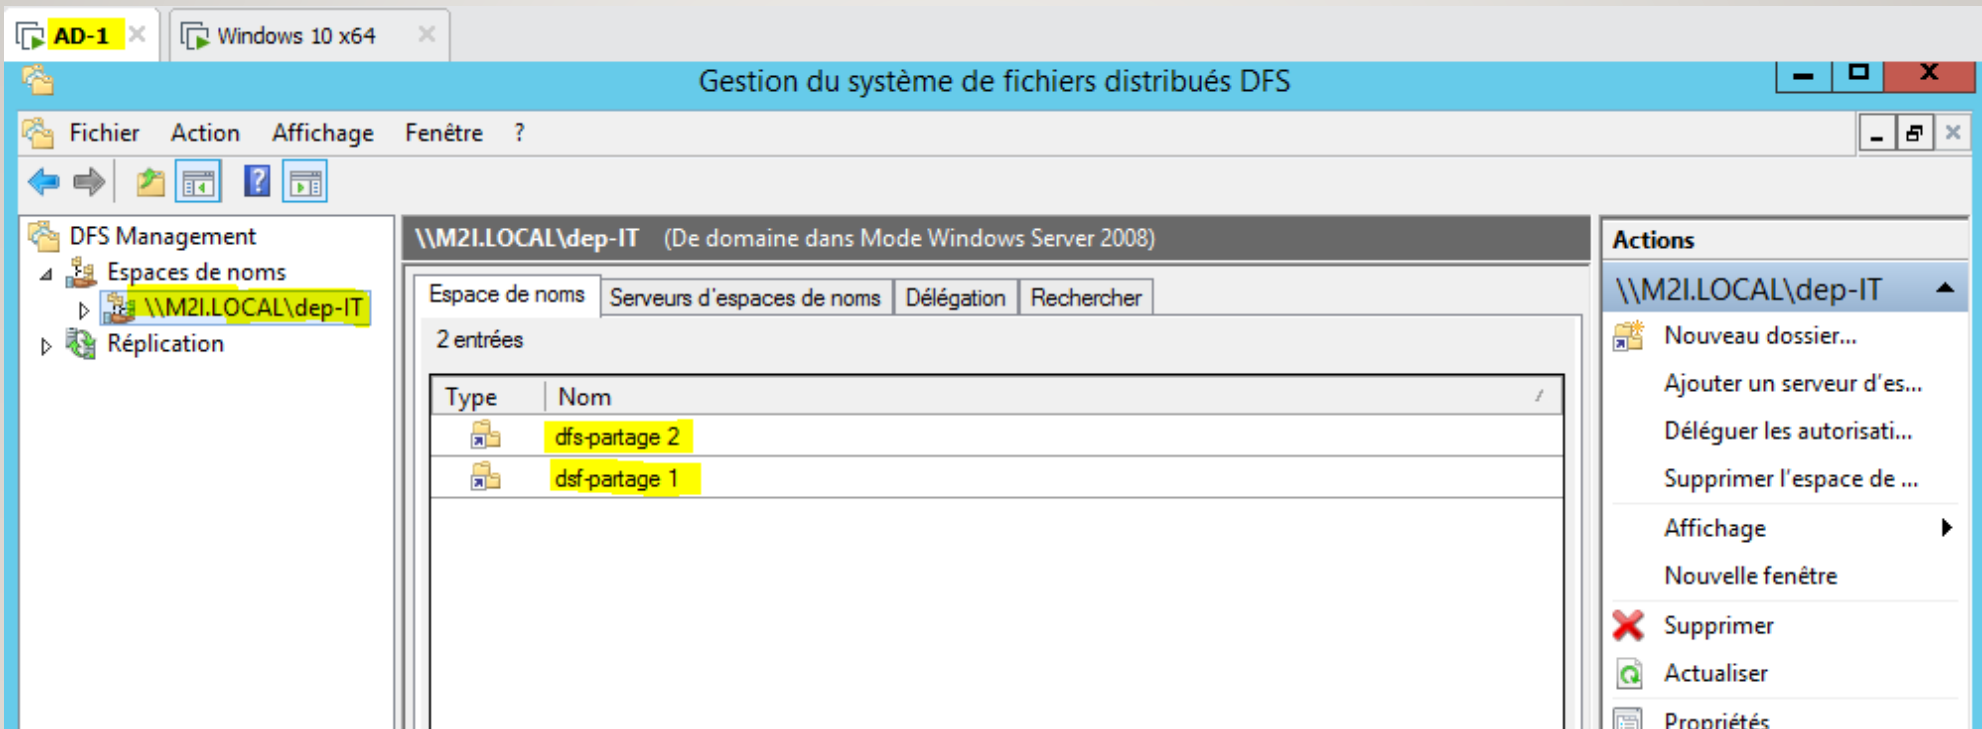 AD-1 Windows 10 x64
Gestion du système de fichiers distribués DFS
Fichier Action Affichage Fenêtre ?
DFS Management
Espaces de noms
\\M2I.LOCAL\dep-IT
Réplication
\\M2I.LOCAL\dep-IT (De domaine dans Mode Windows Server 2008)
Espace de noms Serveurs d'espaces de noms Délégation Rechercher
2 entrées
Type Nom
dfs-partage 2
dsf-partage 1
Actions
\\M2I.LOCAL\dep-IT
Nouveau dossier...
Ajouter un serveur d'es...
Déléguer les autorisati...
Supprimer l'espace de ...
Affichage
Nouvelle fenêtre
Supprimer
Actualiser
Propriétés